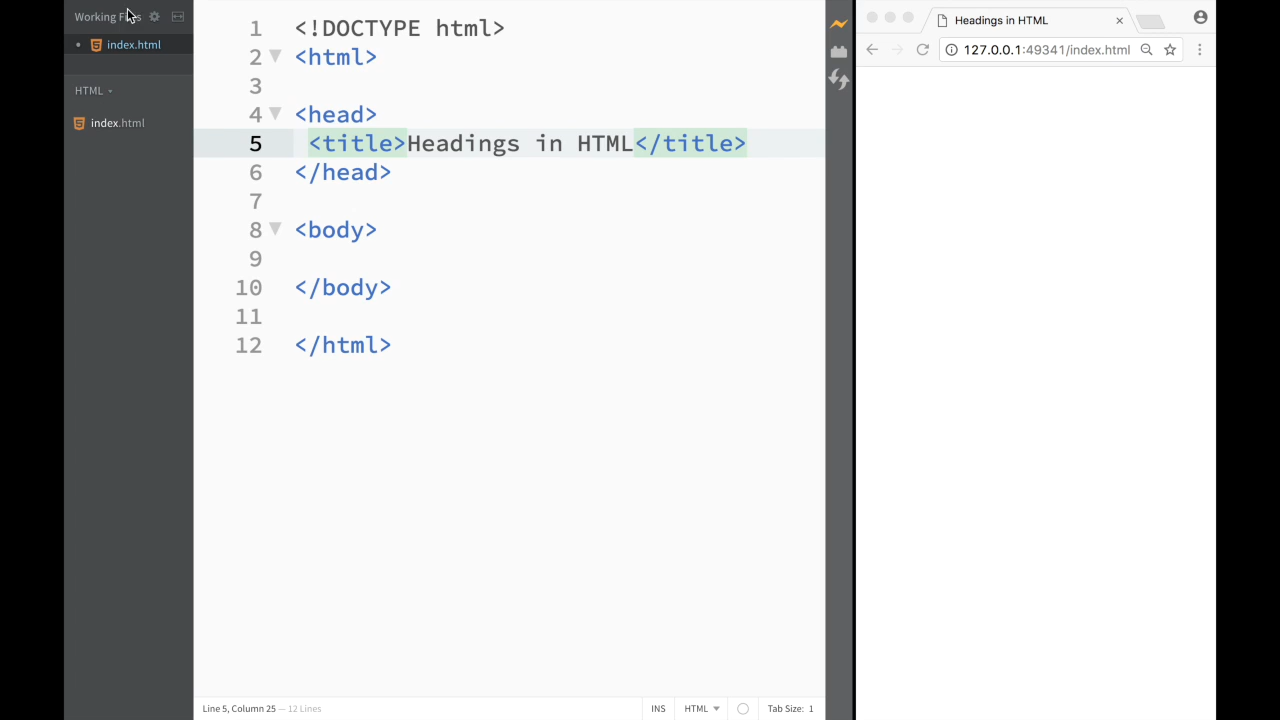 Working Files
index.html
HTML
index.html
1 <!DOCTYPE html>
2 <html>
3
4 <head>
5 <title>Headings in HTML</title>
6 </head>
7
8 <body>
9
10 </body>
11
12 </html>
Line 5, Column 25 — 12 Lines
INS
HTML
Tab Size: 1
Headings in HTML
127.0.0.1:49341/index.html